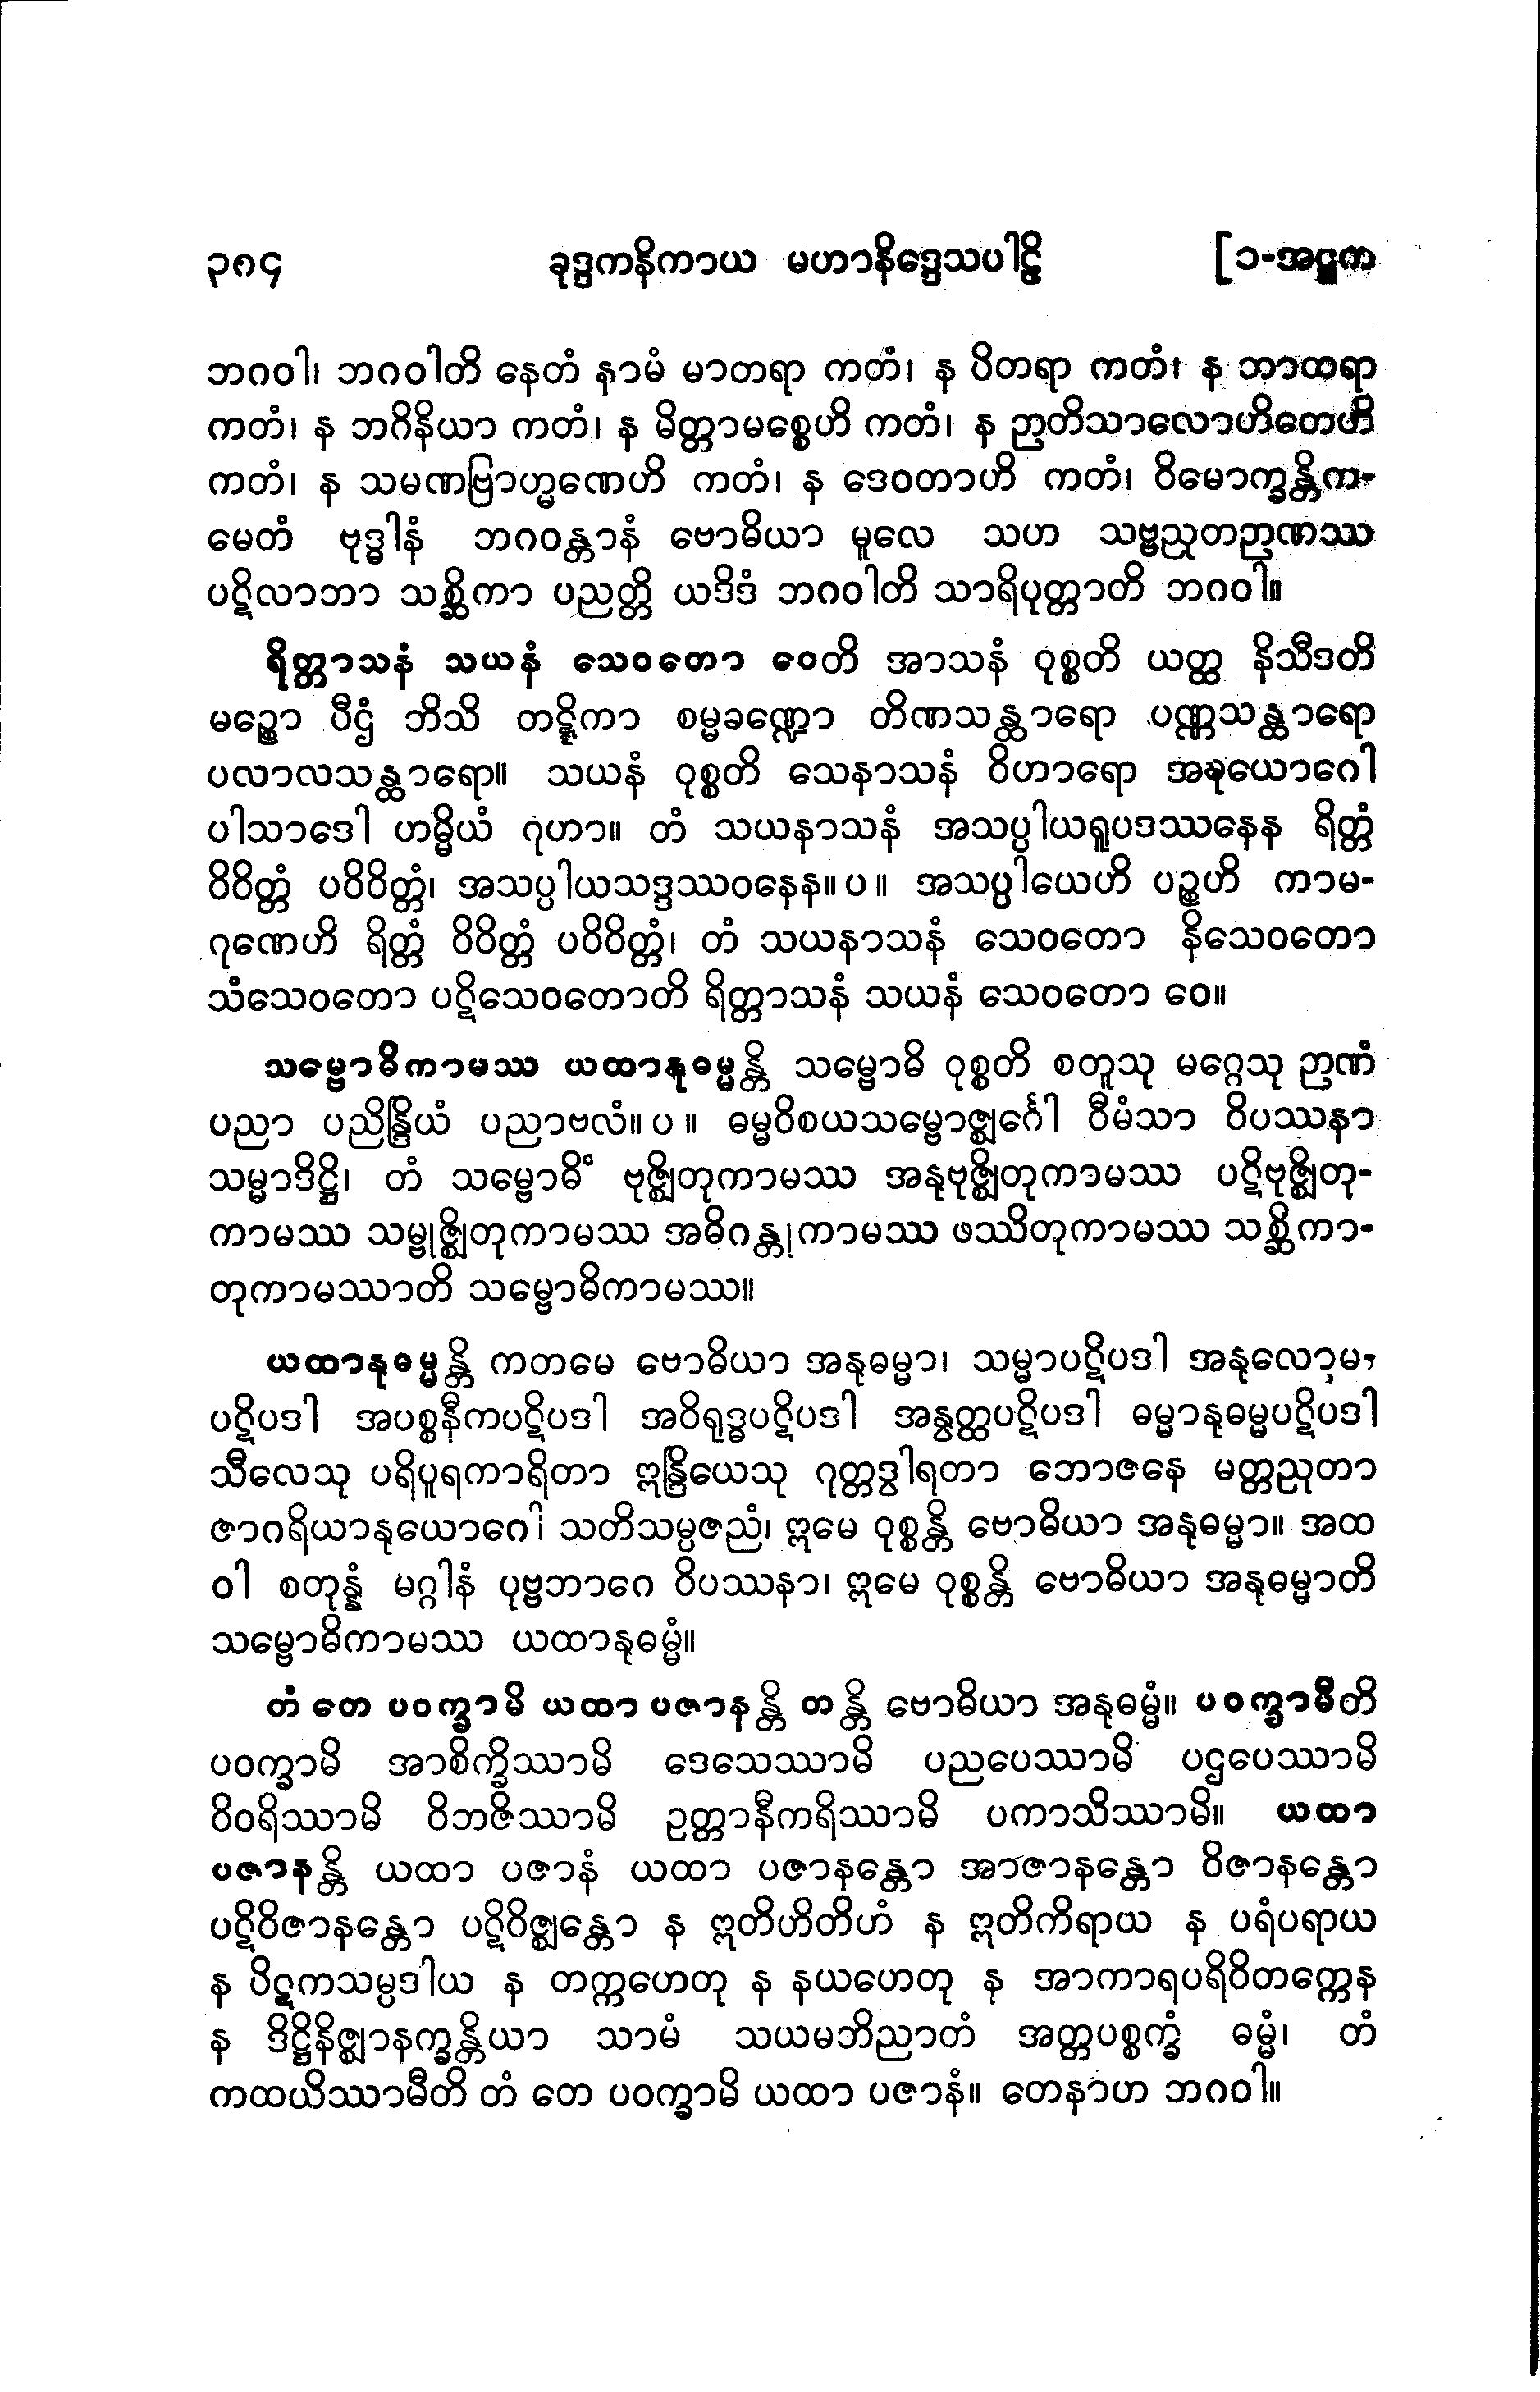 ၃၈၄ ခုဒ္ဒကနိကာယ မဟာနိဒ္ဒေသပါဠိ [၁-အဋ္ဌက
ဘဂဝါ၊ ဘဂဝါတိ နေတံ နာမံ မာတရာ ကတံ၊ န ပိတရာ ကတံ၊ န ဘာတရာ
ကတံ၊ န ဘဂိနိယာ ကတံ၊ န မိတ္တာမစ္စေဟိ ကတံ၊ န ဉာတိသာလောဟိတေဟိ
ကတံ၊ န သမဏဗြာဟ္မဏေဟိ ကတံ၊ န ဒေဝတာဟိ ကတံ၊ ဝိမောက္ခန္တိက-
မေတံ ဗုဒ္ဓါနံ ဘဂဝန္တာနံ ဗောဓိယာ မူလေ သဟ သဗ္ဗညုတဉာဏဿ
ပဋိလာဘာ သစ္ဆိကာ ပညတ္တိ ယဒိဒံ ဘဂဝါတိ သာရိပုတ္တာတိ ဘဂဝါ။
ရိတ္တာသနံ သယနံ သေဝတော ဝေတိ အာသနံ ဝုစ္စတိ ယတ္ထ နိသီဒတိ
မဉ္စော ပီဌံ ဘိသိ တဋ္ဋိကာ စမ္မခဏ္ဍော တိဏသန္ထာရော ပဏ္ဏသန္ထာရော
ပလာလသန္ထာရော။ သယနံ ဝုစ္စတိ သေနာသနံ ဝိဟာရော အဍ္ဎယောဂေါ
ပါသာဒေါ ဟမ္မိယံ ဂုဟာ။ တံ သယနာသနံ အသပ္ပါယရူပဒဿနေန ရိတ္တံ
ဝိဝိတ္တံ ပဝိဝိတ္တံ၊ အသပ္ပါယသဒ္ဒဿဝနေန။ ပ ။ အသပ္ပါယေဟိ ပဉ္စဟိ ကာမ-
ဂုဏေဟိ ရိတ္တံ ဝိဝိတ္တံ ပဝိဝိတ္တံ၊ တံ သယနာသနံ သေဝတော နိသေဝတော
သံသေဝတော ပဋိသေဝတောတိ ရိတ္တာသနံ သယနံ သေဝတော ဝေ။
သမ္ဗောဓိကာမဿ ယထာနုဓမ္မန္တိ သမ္ဗောဓိ ဝုစ္စတိ စတူသု မဂ္ဂေသု ဉာဏံ
ပညာ ပညိန္ဒြိယံ ပညာဗလံ။ ပ ။ ဓမ္မဝိစယသမ္ဗောဇ္ဈင်္ဂေါ ဝီမံသာ ဝိပဿနာ
သမ္မာဒိဋ္ဌိ၊ တံ သမ္ဗောဓိံ ဗုဇ္ဈိတုကာမဿ အနုဗုဇ္ဈိတုကာမဿ ပဋိဗုဇ္ဈိတု-
ကာမဿ သမ္ဗုဇ္ဈိတုကာမဿ အဓိဂန္တုကာမဿ ဖဿိတုကာမဿ သစ္ဆိကာ-
တုကာမဿာတိ သမ္ဗောဓိကာမဿ။
ယထာနုဓမ္မန္တိ ကတမေ ဗောဓိယာ အနုဓမ္မာ၊ သမ္မာပဋိပဒါ အနုလောမ-
ပဋိပဒါ အပစ္စနီကပဋိပဒါ အဝိရုဒ္ဓပဋိပဒါ အနွတ္ထပဋိပဒါ ဓမ္မာနုဓမ္မပဋိပဒါ
သီလေသု ပရိပူရကာရိတာ ဣန္ဒြိယေသု ဂုတ္တဒွါရတာ ဘောဇနေ မတ္တညုတာ
ဇာဂရိယာနုယောဂေါ သတိသမ္ပဇညံ၊ ဣမေ ဝုစ္စန္တိ ဗောဓိယာ အနုဓမ္မာ။ အထ
ဝါ စတုန္နံ မဂ္ဂါနံ ပုဗ္ဗဘာဂေ ဝိပဿနာ၊ ဣမေ ဝုစ္စန္တိ ဗောဓိယာ အနုဓမ္မာတိ
သမ္ဗောဓိကာမဿ ယထာနုဓမ္မံ။
တံ တေ ပဝက္ခာမိ ယထာ ပဇာနန္တိ တန္တိ ဗောဓိယာ အနုဓမ္မံ။ ပဝက္ခာမီတိ
ပဝက္ခာမိ အာစိက္ခိဿာမိ ဒေသေဿာမိ ပညပေဿာမိ ပဌပေဿာမိ
ဝိဝရိဿာမိ ဝိဘဇိဿာမိ ဥတ္တာနီကရိဿာမိ ပကာသိဿာမိ။ ယထာ
ပဇာနန္တိ ယထာ ပဇာနံ ယထာ ပဇာနန္တော အာဇာနန္တော ဝိဇာနန္တော
ပဋိဝိဇာနန္တော ပဋိဝိဇ္ဈန္တော န ဣတိဟိတိဟံ န ဣတိကိရာယ န ပရံပရာယ
န ပိဋကသမ္ပဒါယ န တက္ကဟေတု န နယဟေတု န အာကာရပရိဝိတက္ကေန
န ဒိဋ္ဌိနိဇ္ဈာနက္ခန္တိယာ သာမံ သယမဘိညာတံ အတ္တပစ္စက္ခံ ဓမ္မံ၊ တံ
ကထယိဿာမီတိ တံ တေ ပဝက္ခာမိ ယထာ ပဇာနံ။ တေနာဟ ဘဂဝါ။